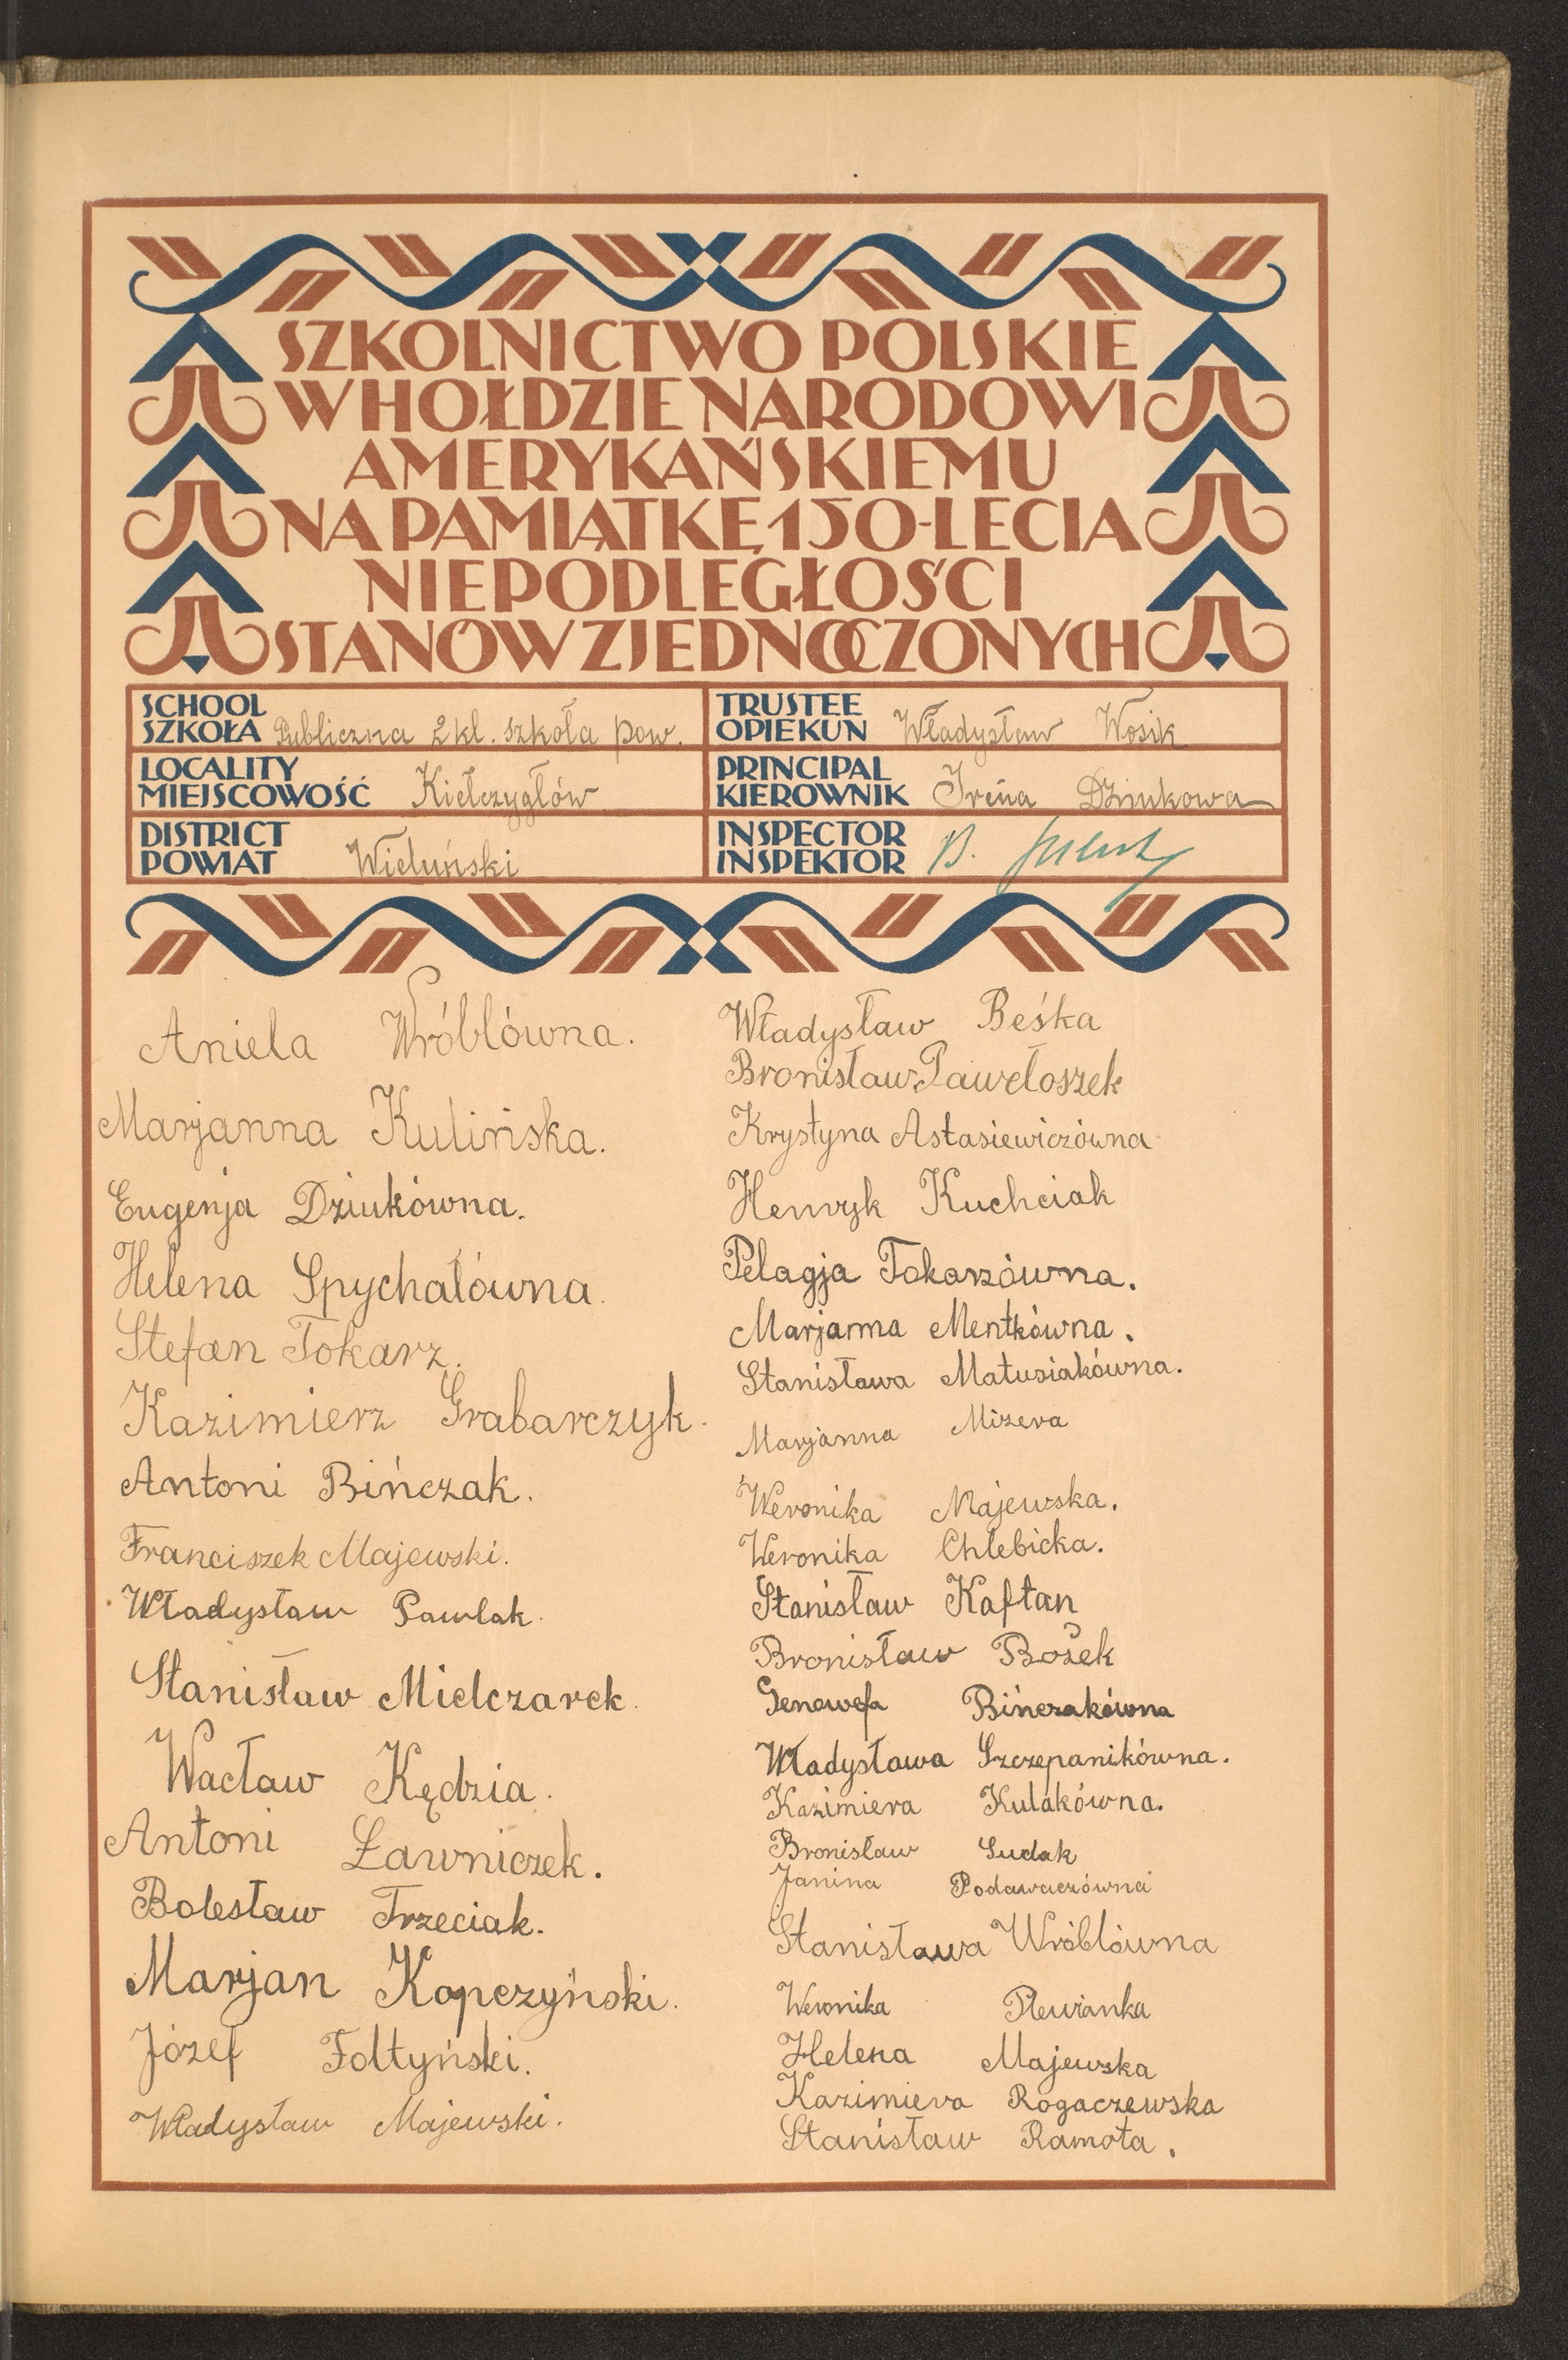 SZKOLNICTWO POLSKIE
W HOŁDZIE NARODOWI
AMERYKAŃSKIEMU
NA PAMIĄTKĘ 150-LECIA
NIEPODLEGŁOŚCI
STANÓW ZJEDNOCZONYCH
SCHOOL
SZKOŁA Publiczna 2 kl. szkoła pow.
LOCALITY
MIEJSCOWOŚĆ Kiełczygłów
DISTRICT
POWIAT Wieluński
TRUSTEE
OPIEKUN Władysław Wosik
PRINCIPAL
KIEROWNIK Irena Dziukowa
INSPECTOR
INSPEKTOR B.
Aniela Wróblówna.
Marjanna Kulińska.
Eugenja Dziukówna.
Helena Spychałówna.
Stefan Tokarz.
Kazimierz Grabarczyk.
Antoni Bińczak.
Franciszek Majewski.
Władysław Pawlak.
Stanisław Mielczarek.
Wacław Kędzia.
Antoni Ławniczek.
Bolesław Trzeciak.
Marjan Kopczyński.
Józef Foltyński.
Władysław Majewski.
Władysław Beśka
Bronisław Pawełoszek
Krystyna Astasiewiczówna
Henryk Kuchciak
Pelagja Tokarzówna.
Marjanna Mentkówna.
Stanisława Matusiakówna.
Marjanna Mizera
Weronika Majewska.
Weronika Chlebicka.
Stanisław Kaftan
Bronisław Bożek
Genowefa Bińczakówna
Władysława Szczepanikówna.
Kazimiera Kulakówna.
Bronisław Sudak
Janina Podawaczówna
Stanisława Wróblówna
Weronika Plewianka
Helena Majewska
Kazimiera Rogaczewska
Stanisław Ramota.